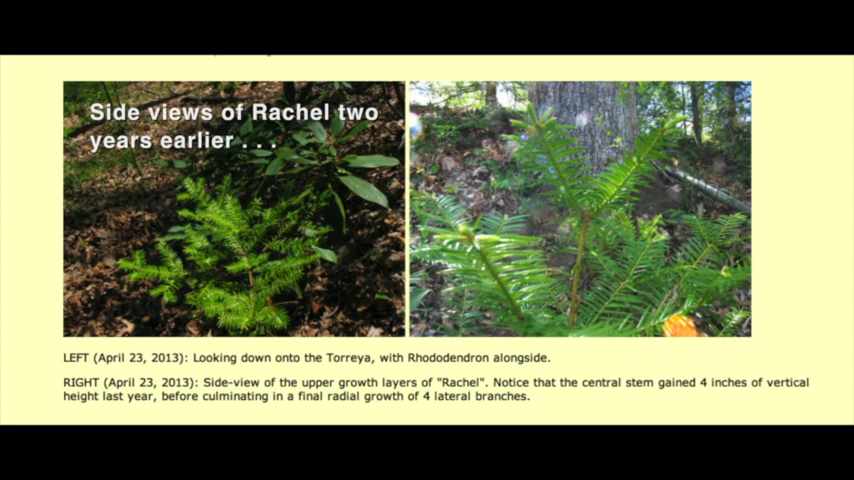 Side views of Rachel two
years earlier . . .
LEFT (April 23, 2013): Looking down onto the Torreya, with Rhododendron alongside.
RIGHT (April 23, 2013): Side-view of the upper growth layers of "Rachel". Notice that the central stem gained 4 inches of vertical
height last year, before culminating in a final radial growth of 4 lateral branches.